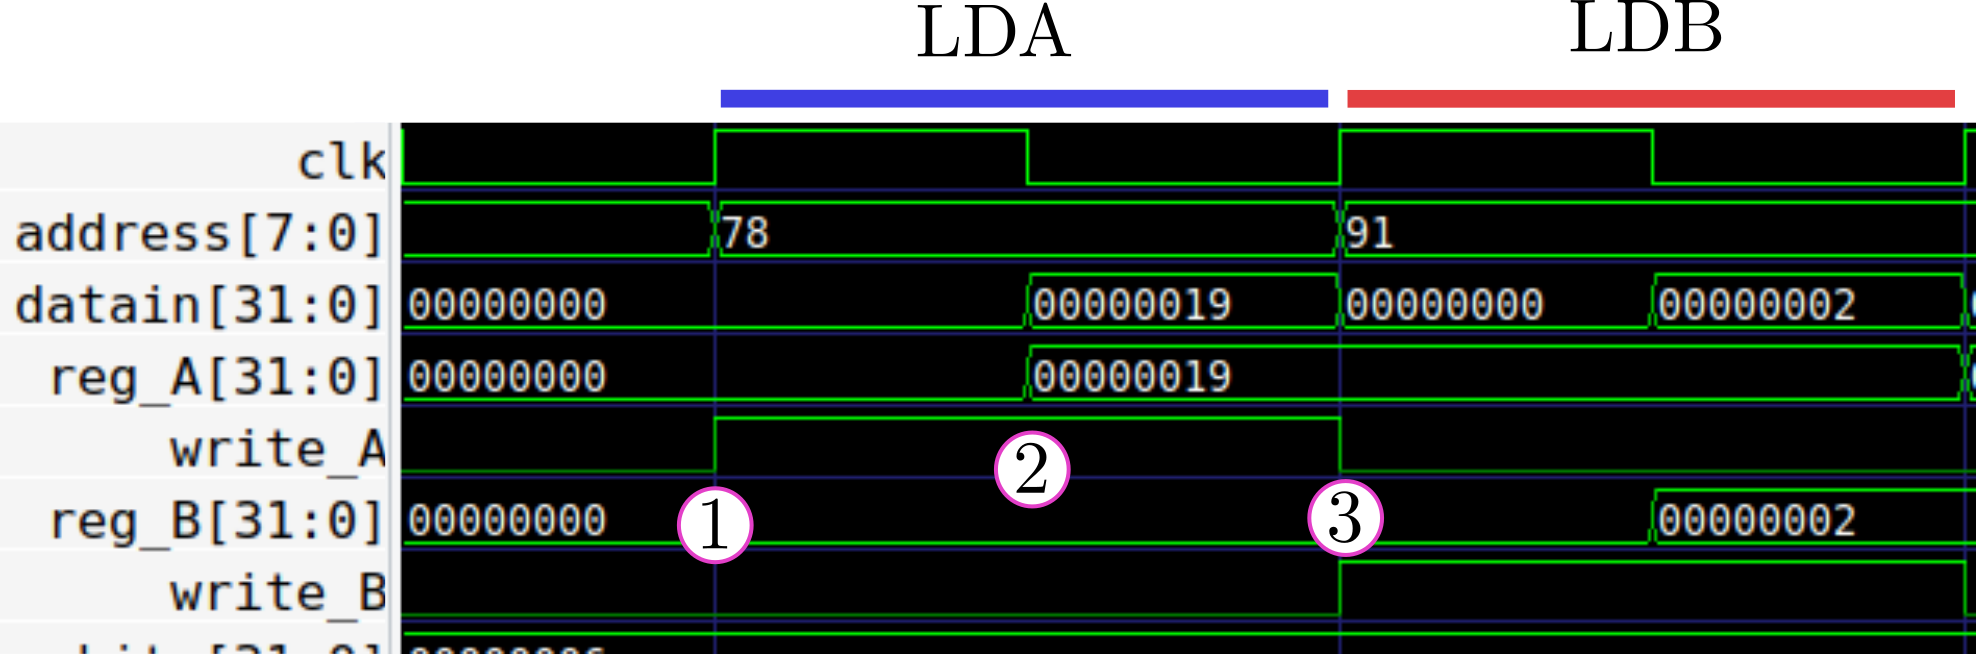 LDA LDB
clk
address[7:0] 78 91
datain[31:0] 00000000 00000019 00000000 00000002
reg_A[31:0] 00000000 00000019
write_A
2
reg_B[31:0] 00000000 1 3 00000002
write_B